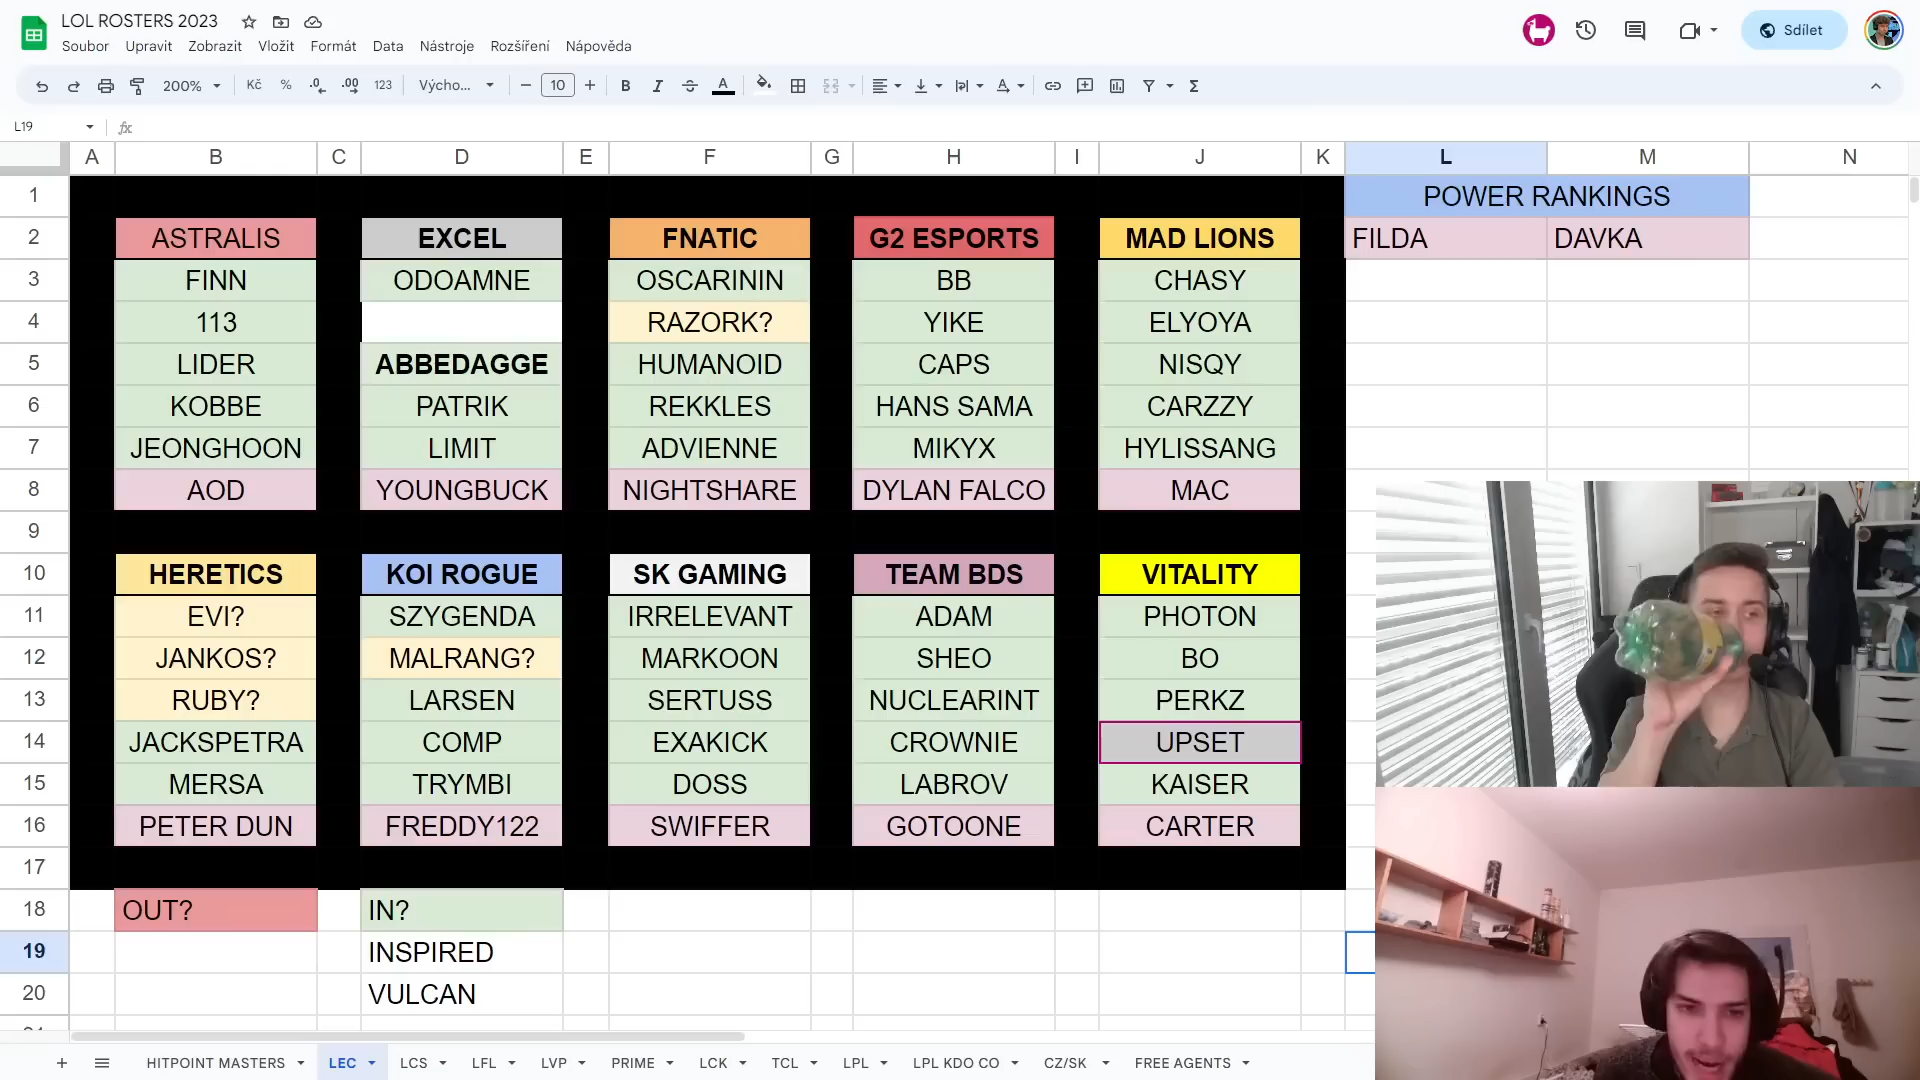 LOL ROSTERS 2023
Soubor Upravit Zobrazit Vložit Formát Data Nástroje Rozšíření Nápověda
Sdílet
200% Kč % .0 .00 123 Výcho... 10 B I A Σ
L19 fx
A B C D E F G H I J K L M N
1 POWER RANKINGS
2 ASTRALIS EXCEL FNATIC G2 ESPORTS MAD LIONS FILDA DAVKA
3 FINN ODOAMNE OSCARININ BB CHASY
4 113 RAZORK? YIKE ELYOYA
5 LIDER ABBEDAGGE HUMANOID CAPS NISQY
6 KOBBE PATRIK REKKLES HANS SAMA CARZZY
7 JEONGHOON LIMIT ADVIENNE MIKYX HYLISSANG
8 AOD YOUNGBUCK NIGHTSHARE DYLAN FALCO MAC
9
10 HERETICS KOI ROGUE SK GAMING TEAM BDS VITALITY
11 EVI? SZYGENDA IRRELEVANT ADAM PHOTON
12 JANKOS? MALRANG? MARKOON SHEO BO
13 RUBY? LARSEN SERTUSS NUCLEARINT PERKZ
14 JACKSPETRA COMP EXAKICK CROWNIE UPSET
15 MERSA TRYMBI DOSS LABROV KAISER
16 PETER DUN FREDDY122 SWIFFER GOTOONE CARTER
17
18 OUT? IN?
19 INSPIRED
20 VULCAN
HITPOINT MASTERS LEC LCS LFL LVP PRIME LCK TCL LPL LPL KDO CO CZ/SK FREE AGENTS